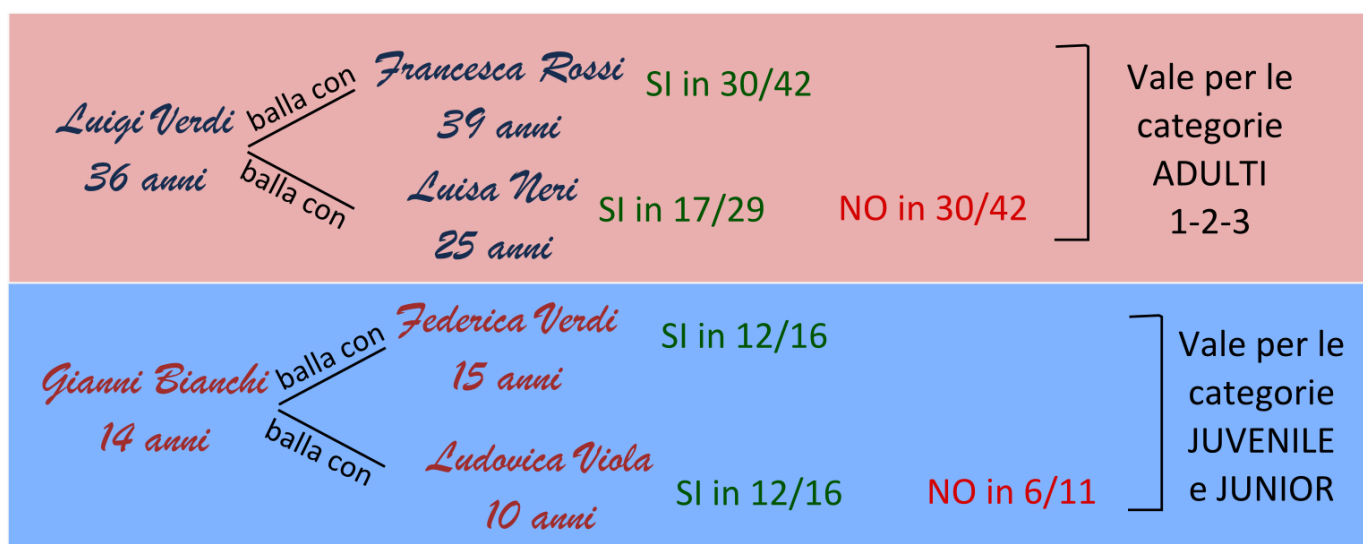 Luigi Verdi
36 anni
balla con
Francesca Rossi
39 anni
SI in 30/42
balla con
Luisa Neri
25 anni
SI in 17/29
NO in 30/42
Vale per le
categorie
ADULTI
1-2-3
Gianni Bianchi
14 anni
balla con
Federica Verdi
15 anni
SI in 12/16
balla con
Ludovica Viola
10 anni
SI in 12/16
NO in 6/11
Vale per le
categorie
JUVENILE
e JUNIOR